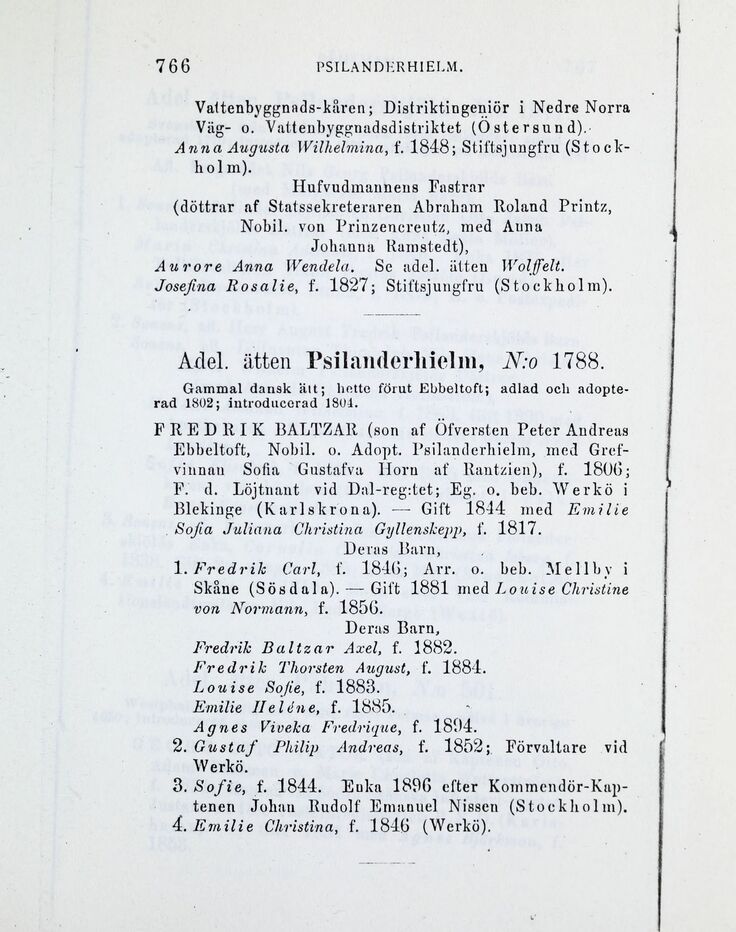 766 PSILANDERHIELM.
Vattenbyggnads-kåren; Distriktingeniör i Nedre Norra
Väg- o. Vattenbyggnadsdistriktet (Östersund).
Anna Augusta Wilhelmina, f. 1848; Stiftsjungfru (Stock-
holm).
Hufvudmannens Fastrar
(döttrar af Statssekreteraren Abraham Roland Printz,
Nobil. von Prinzencreutz, med Anna
Johanna Ramstedt),
Aurore Anna Wendela. Se adel. ätten Wolffelt.
Josefina Rosalie, f. 1827; Stiftsjungfru (Stockholm).
Adel. ätten Psilanderhielm, N:o 1788.
Gammal dansk ätt; hette förut Ebbeltoft; adlad och adopte-
rad 1802; introducerad 1804.
FREDRIK BALTZAR (son af Öfversten Peter Andreas
Ebbeltoft, Nobil. o. Adopt. Psilanderhielm, med Gref-
vinnan Sofia Gustafva Horn af Rantzien), f. 1806;
F. d. Löjtnant vid Dal-reg:tet; Eg. o. beb. Werkö i
Blekinge (Karlskrona). — Gift 1844 med Emilie
Sofia Juliana Christina Gyllenskepp, f. 1817.
Deras Barn,
1. Fredrik Carl, f. 1846; Arr. o. beb. Mellby i
Skåne (Sösdala). — Gift 1881 med Louise Christine
von Normann, f. 1856.
Deras Barn,
Fredrik Baltzar Axel, f. 1882.
Fredrik Thorsten August, f. 1884.
Louise Sofie, f. 1883.
Emilie Heléne, f. 1885.
Agnes Viveka Fredrique, f. 1894.
2. Gustaf Philip Andreas, f. 1852; Förvaltare vid
Werkö.
3. Sofie, f. 1844. Enka 1896 efter Kommendör-Kap-
tenen Johan Rudolf Emanuel Nissen (Stockholm).
4. Emilie Christina, f. 1846 (Werkö).